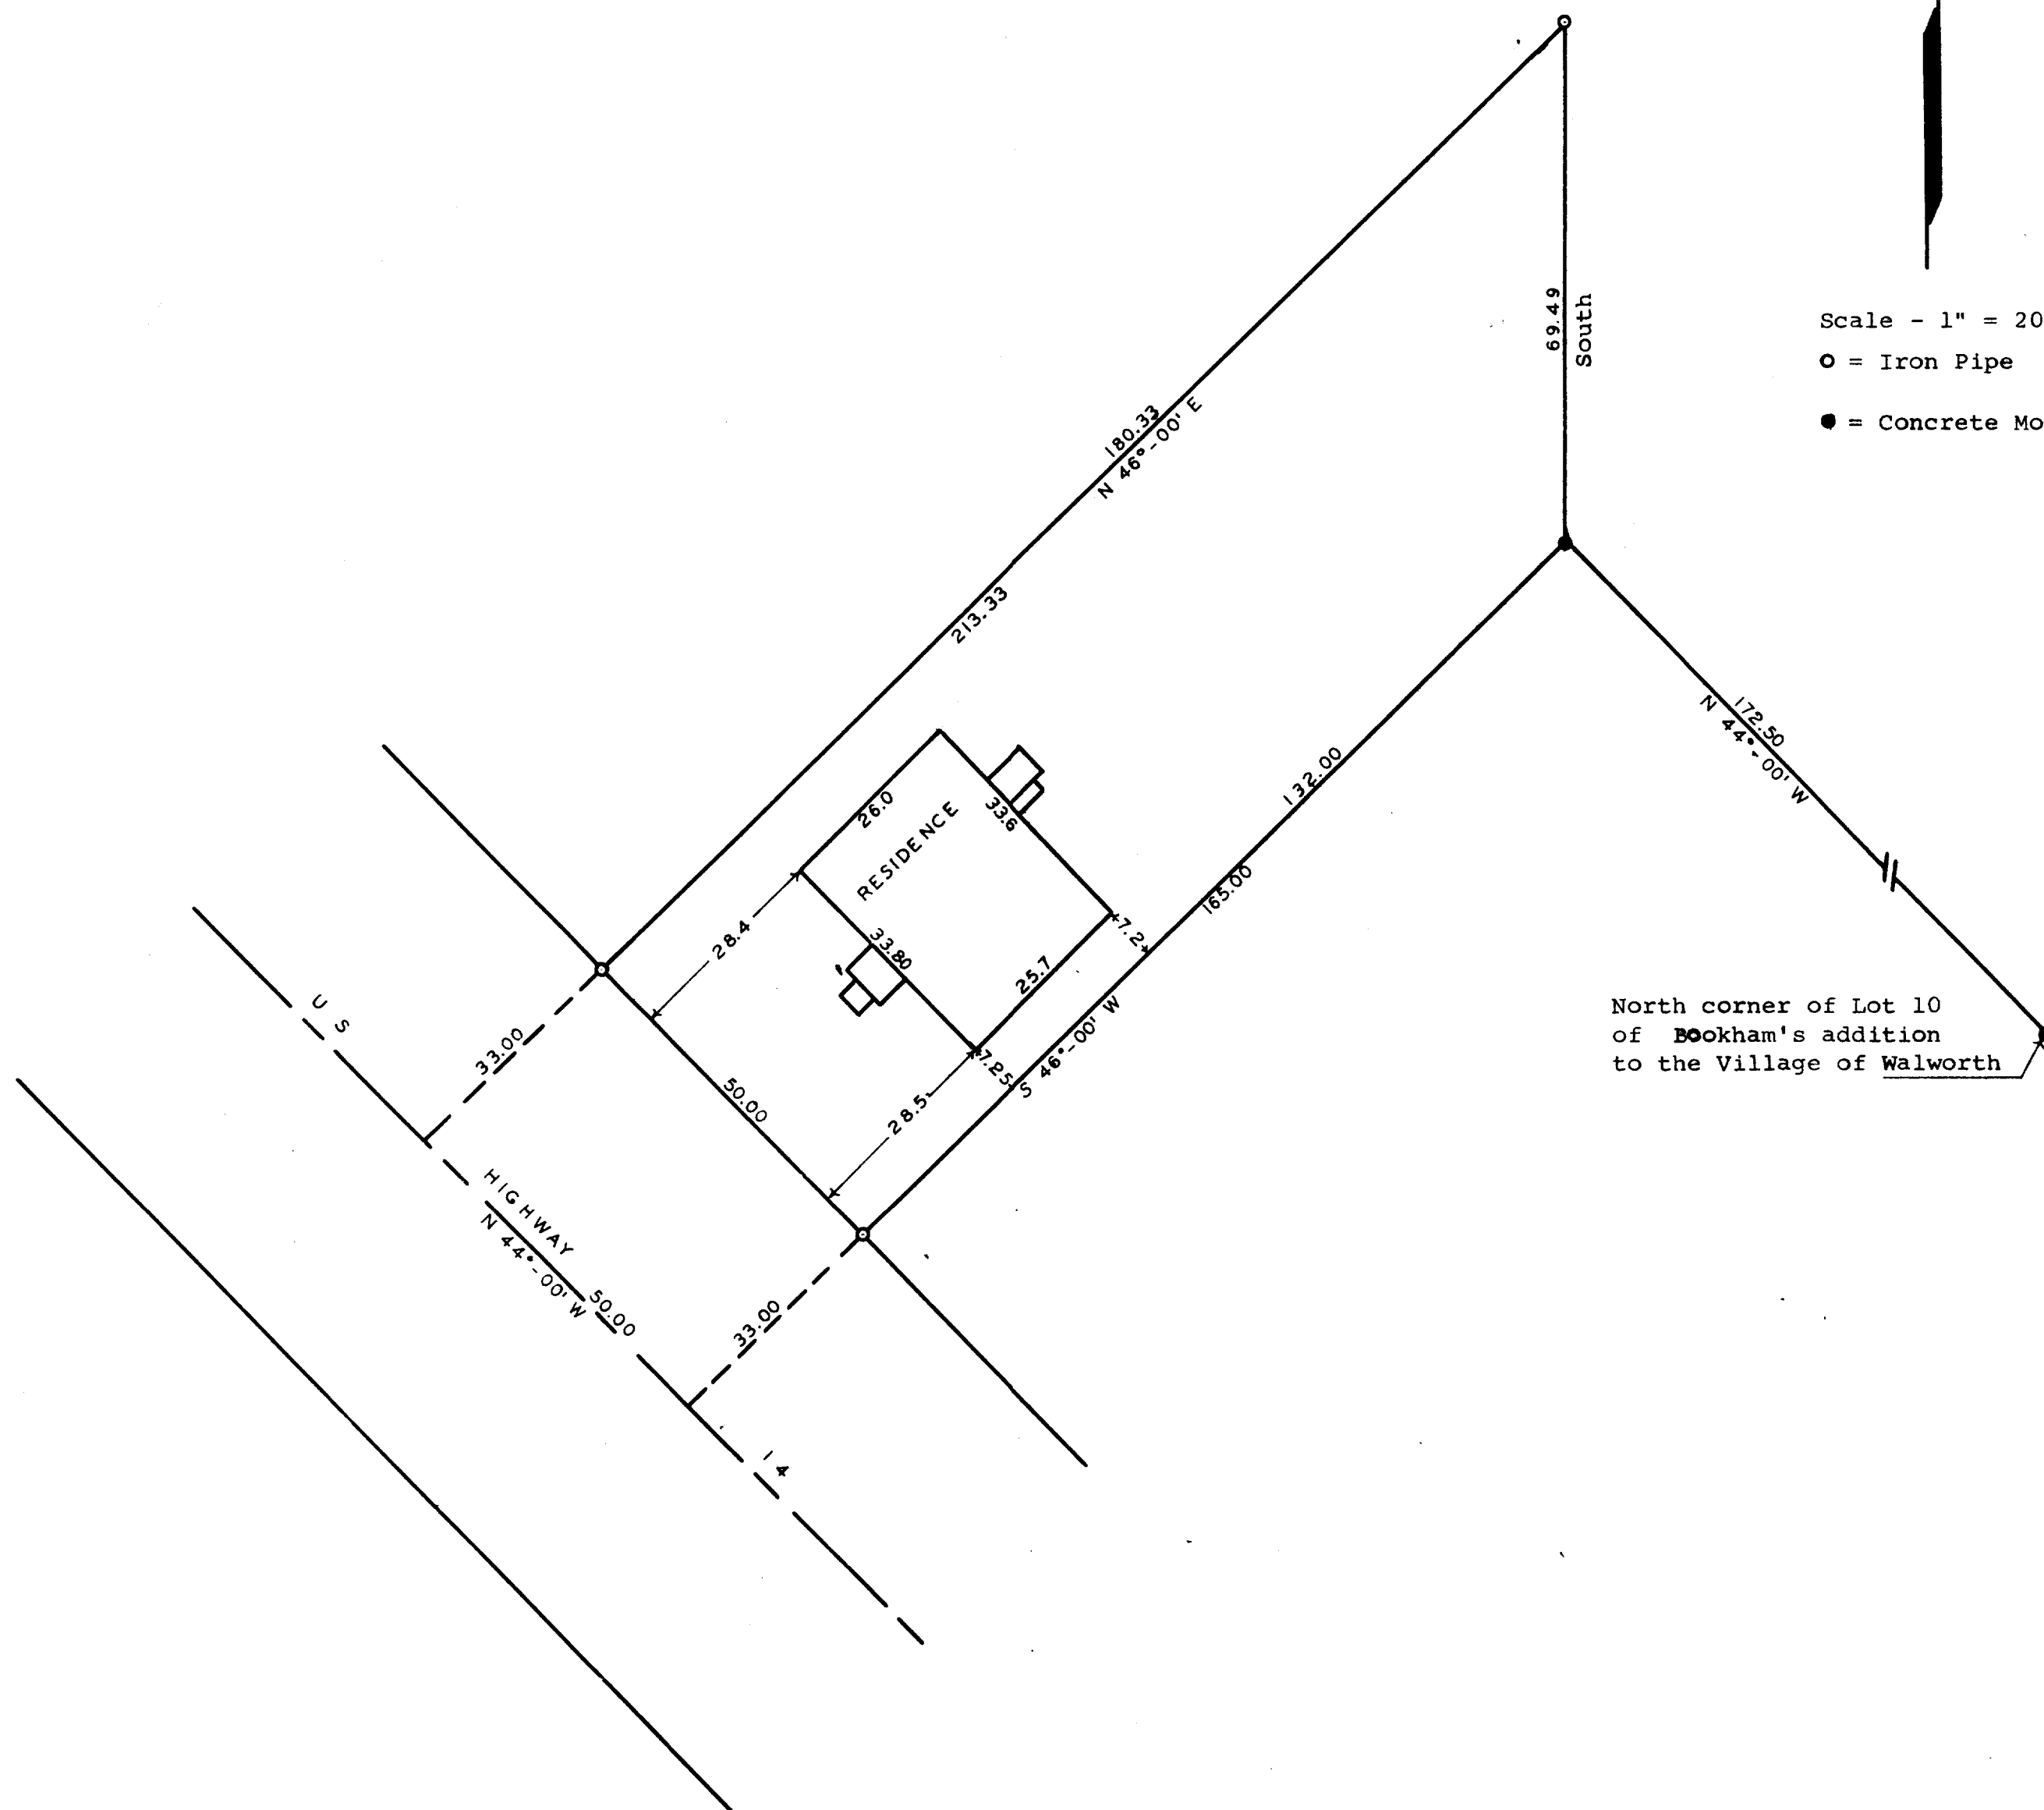 69.49
South
Scale - 1" = 20
= Iron Pipe
= Concrete Mo
180.33
N 46°-00' E
213.33
172.50
N 44°-00' W
132.00
165.00
S 46°-00' W
26.0
33.6
RESIDENCE
33.80
25.7
7.2
7.25
28.4
28.5
50.00
33.00
33.00
U S
HIGHWAY
14
N 44°-00' W
50.00
North corner of Lot 10
of Bookham's addition
to the Village of Walworth